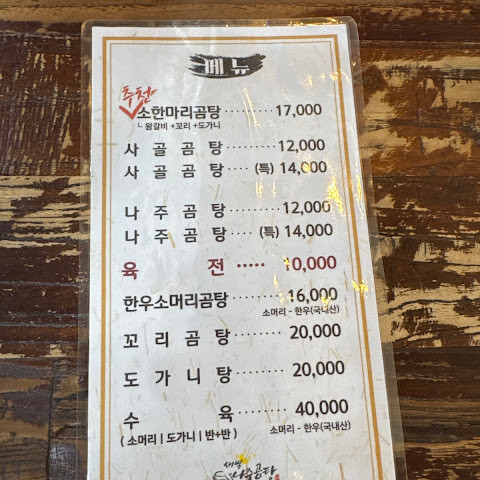 메뉴
추천
소한마리곰탕 ········· 17,000
ㄴ 왕갈비 + 꼬리 + 도가니
사골곰탕 ········· 12,000
사골곰탕 ···· (특) 14,000
나주곰탕 ········· 12,000
나주곰탕 ···· (특) 14,000
육전 ····· 10,000
한우소머리곰탕 ········ 16,000
소머리 - 한우(국내산)
꼬리곰탕 ········ 20,000
도가니탕 ········ 20,000
수육 ········ 40,000
( 소머리 | 도가니 | 반+반 ) 소머리 - 한우(국내산)
나주곰탕